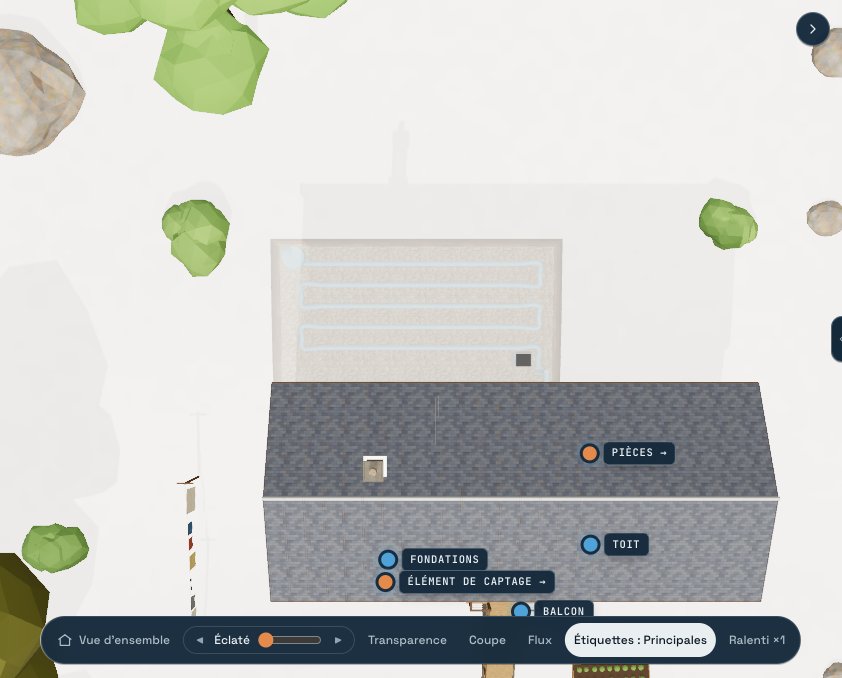 PIÈCES →
TOIT
FONDATIONS
ÉLÉMENT DE CAPTAGE →
BALCON
Vue d'ensemble
◄ Éclaté ►
Transparence
Coupe
Flux
Étiquettes : Principales
Ralenti ×1